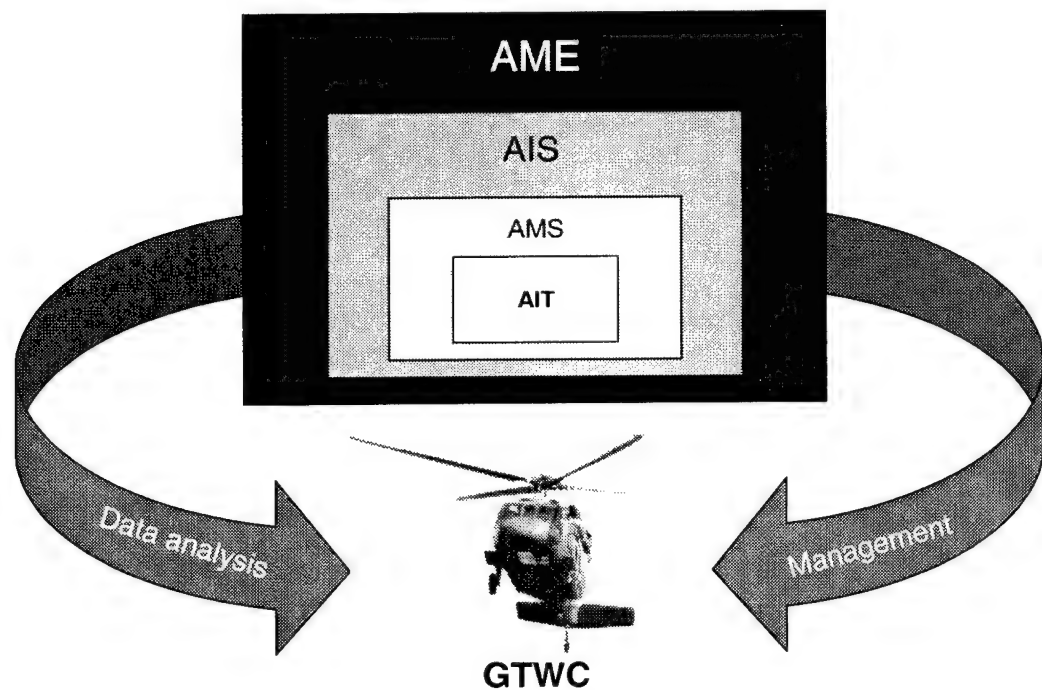 AME
AIS
AMS
AIT
Data analysis
Management
GTWC